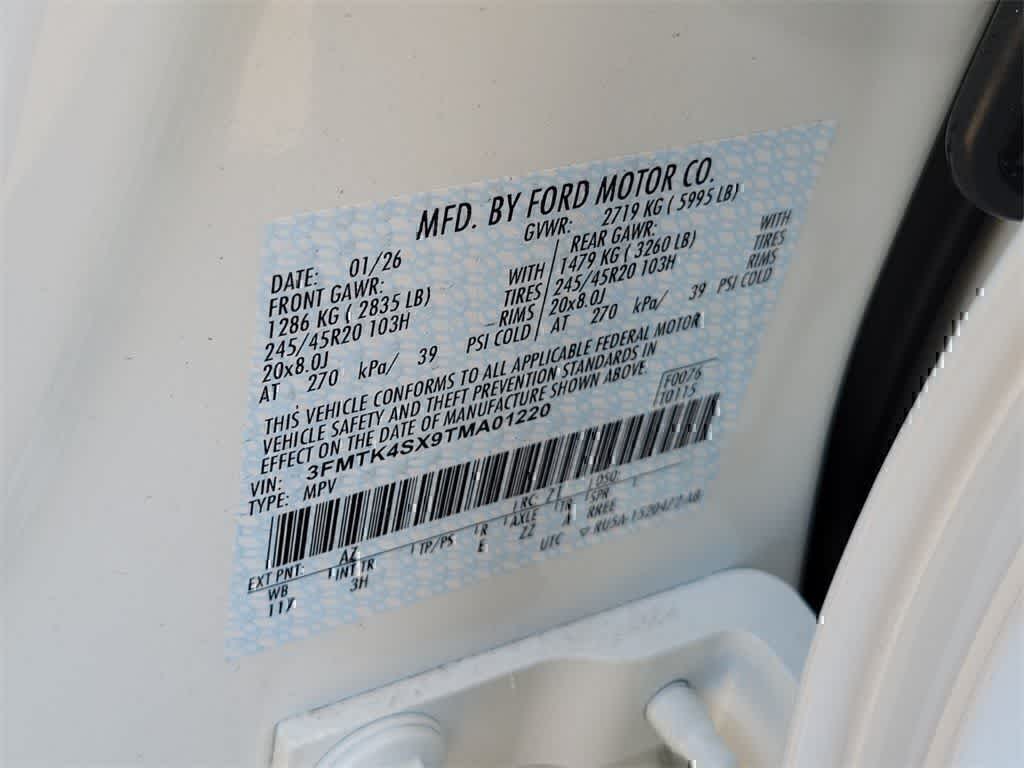 MFD. BY FORD MOTOR CO.
DATE: 01/26 GVWR: 2719 KG ( 5995 LB)
FRONT GAWR: REAR GAWR:
1286 KG ( 2835 LB) WITH 1479 KG ( 3260 LB) WITH
245/45R20 103H TIRES 245/45R20 103H TIRES
20x8.0J RIMS 20x8.0J RIMS
AT 270 kPa/ 39 PSI COLD AT 270 kPa/ 39 PSI COLD
THIS VEHICLE CONFORMS TO ALL APPLICABLE FEDERAL MOTOR
VEHICLE SAFETY AND THEFT PREVENTION STANDARDS IN
EFFECT ON THE DATE OF MANUFACTURE SHOWN ABOVE
VIN: 3FMTK4SX9TMA01220 F0076
TYPE: MPV T0115
EXT PNT: AZ RC: DSO:
WB INT TR TP/PS R AXLE TR SPR
3H E ZZ A RREE
UTC